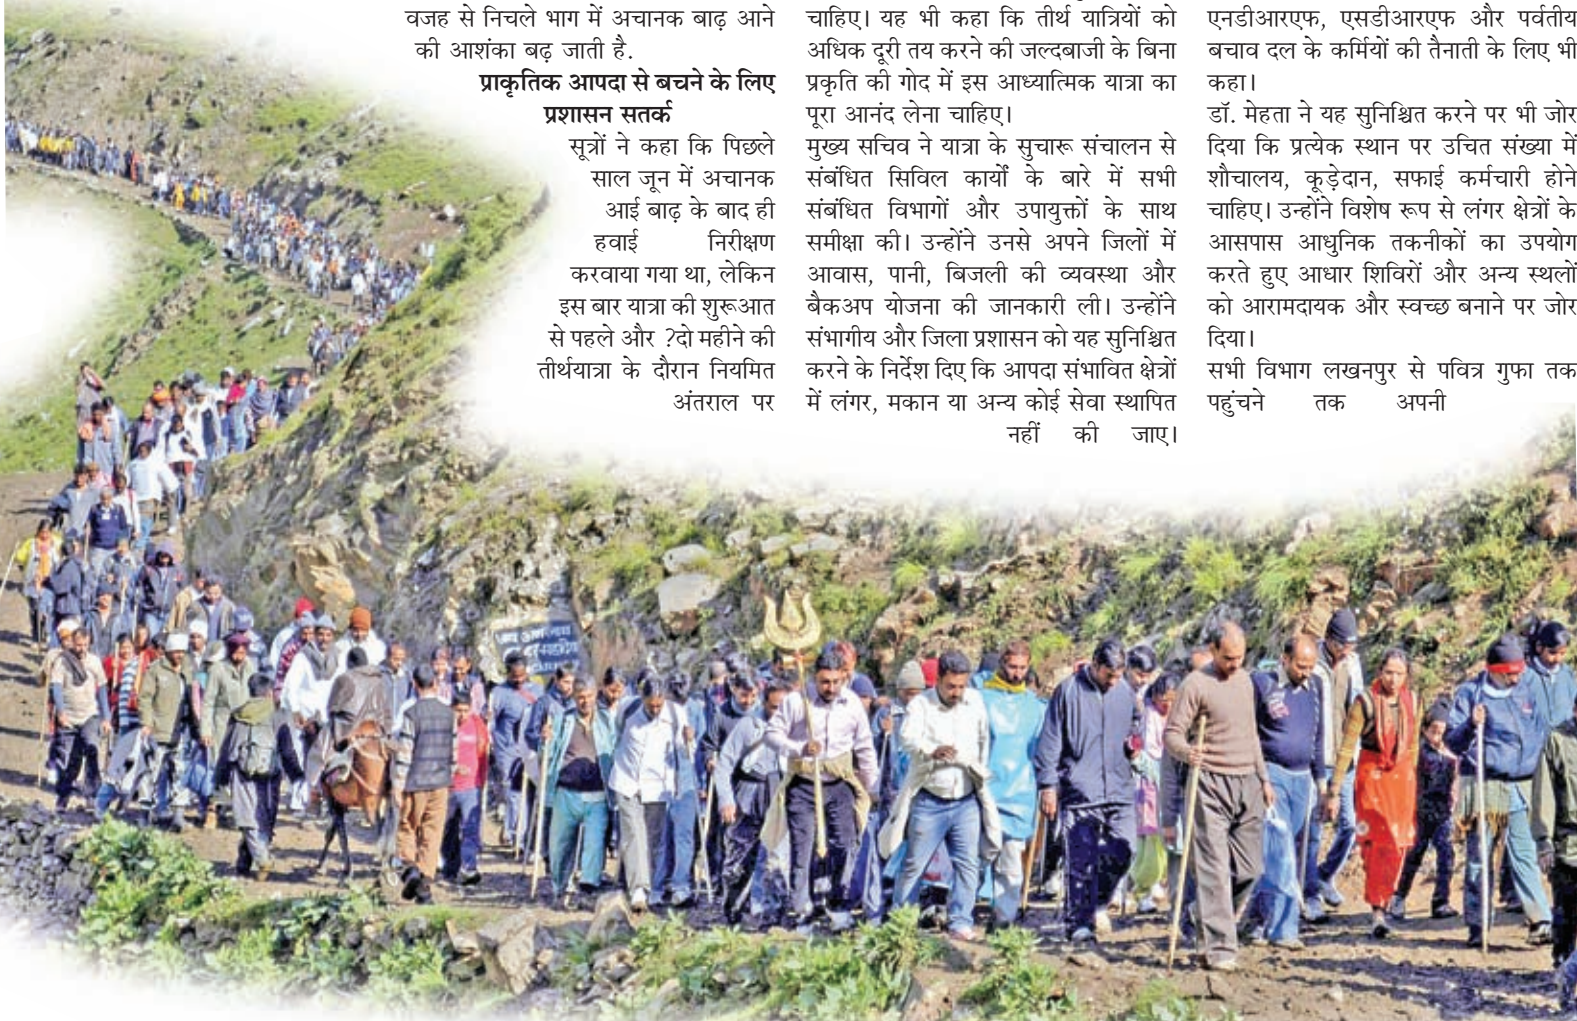 वजह से निचले भाग में अचानक बाढ़ आने
की आशंका बढ़ जाती है.
प्राकृतिक आपदा से बचने के लिए
प्रशासन सतर्क
सूत्रों ने कहा कि पिछले
साल जून में अचानक
आई बाढ़ के बाद ही
हवाई निरीक्षण
करवाया गया था, लेकिन
इस बार यात्रा की शुरूआत
से पहले और ?दो महीने की
तीर्थयात्रा के दौरान नियमित
अंतराल पर
चाहिए। यह भी कहा कि तीर्थ यात्रियों को
अधिक दूरी तय करने की जल्दबाजी के बिना
प्रकृति की गोद में इस आध्यात्मिक यात्रा का
पूरा आनंद लेना चाहिए।
मुख्य सचिव ने यात्रा के सुचारू संचालन से
संबंधित सिविल कार्यों के बारे में सभी
संबंधित विभागों और उपायुक्तों के साथ
समीक्षा की। उन्होंने उनसे अपने जिलों में
आवास, पानी, बिजली की व्यवस्था और
बैकअप योजना की जानकारी ली। उन्होंने
संभागीय और जिला प्रशासन को यह सुनिश्चित
करने के निर्देश दिए कि आपदा संभावित क्षेत्रों
में लंगर, मकान या अन्य कोई सेवा स्थापित
नहीं की जाए।
एनडीआरएफ, एसडीआरएफ और पर्वतीय
बचाव दल के कर्मियों की तैनाती के लिए भी
कहा।
डॉ. मेहता ने यह सुनिश्चित करने पर भी जोर
दिया कि प्रत्येक स्थान पर उचित संख्या में
शौचालय, कूड़ेदान, सफाई कर्मचारी होने
चाहिए। उन्होंने विशेष रूप से लंगर क्षेत्रों के
आसपास आधुनिक तकनीकों का उपयोग
करते हुए आधार शिविरों और अन्य स्थलों
को आरामदायक और स्वच्छ बनाने पर जोर
दिया।
सभी विभाग लखनपुर से पवित्र गुफा तक
पहुंचने तक अपनी